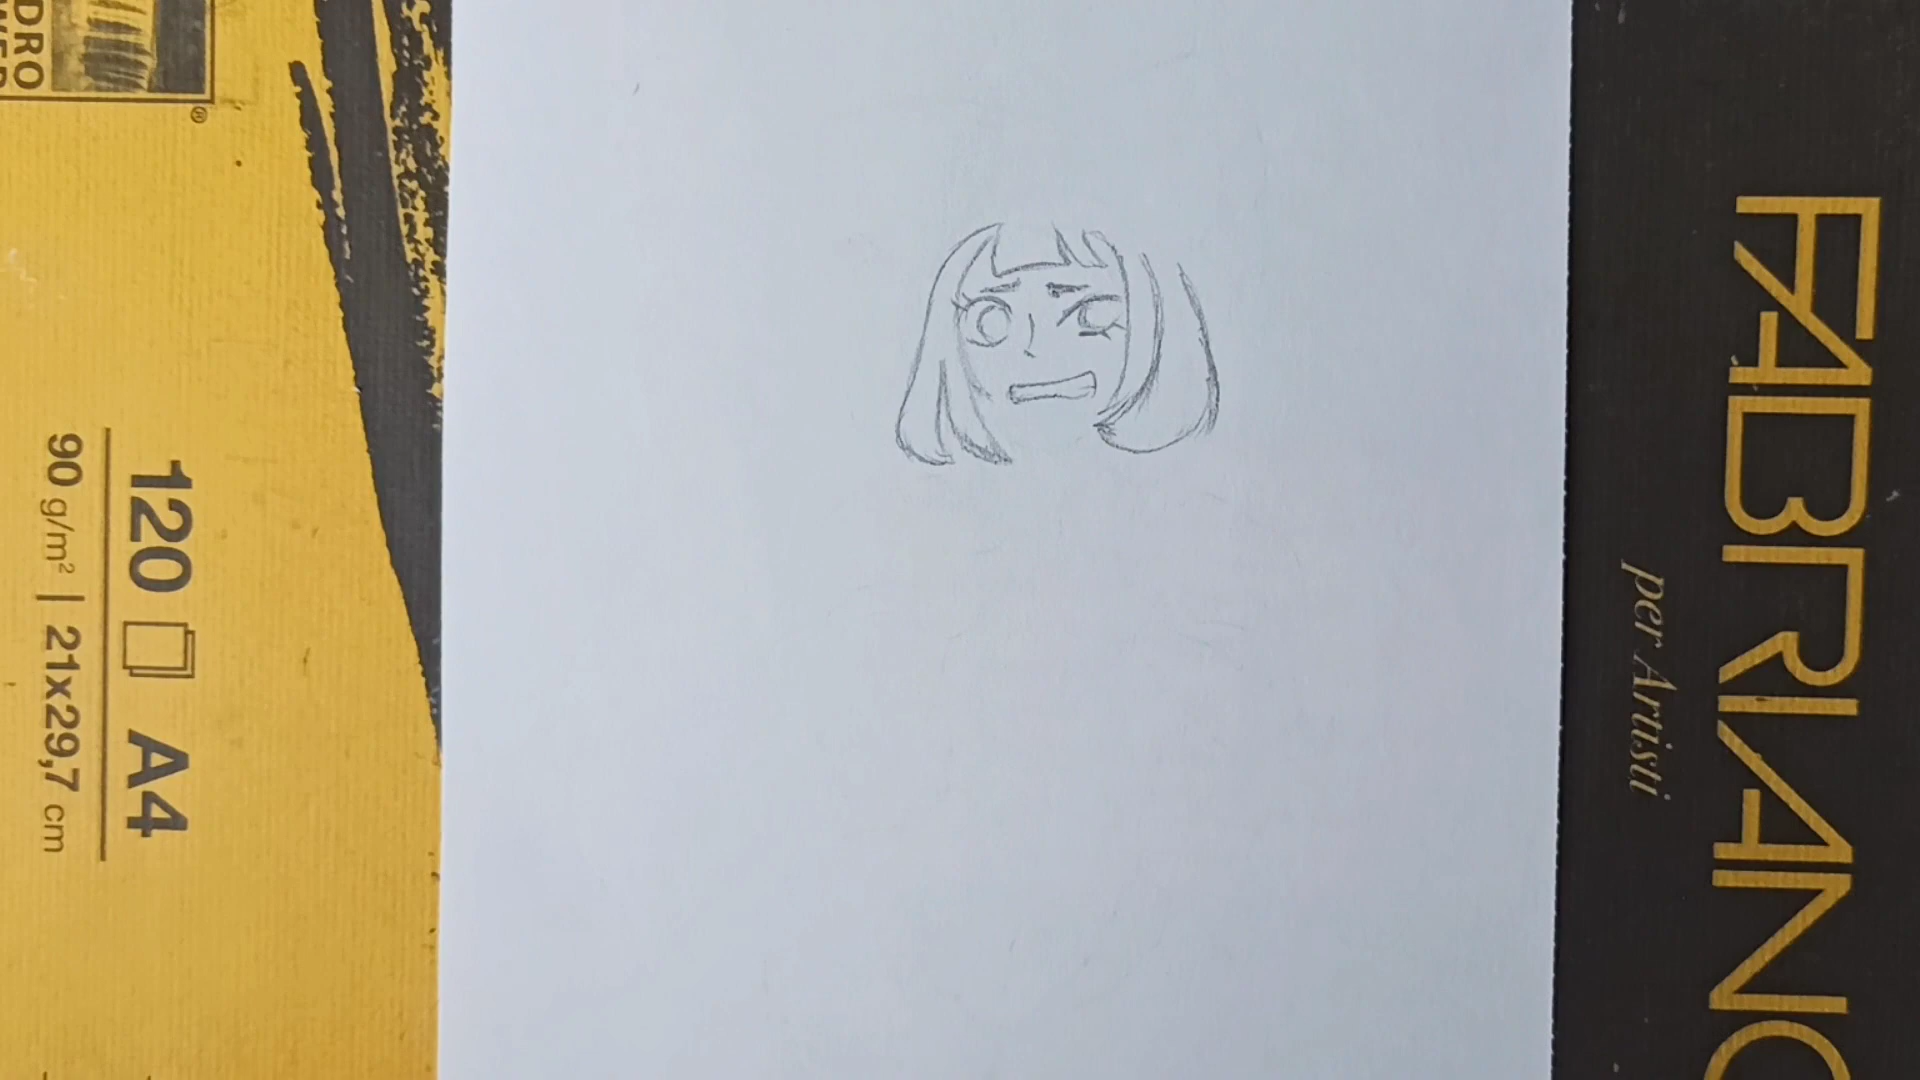 DRO
120 A4
90 g/m² | 21x29,7 cm
FABRIANO
per Artisti